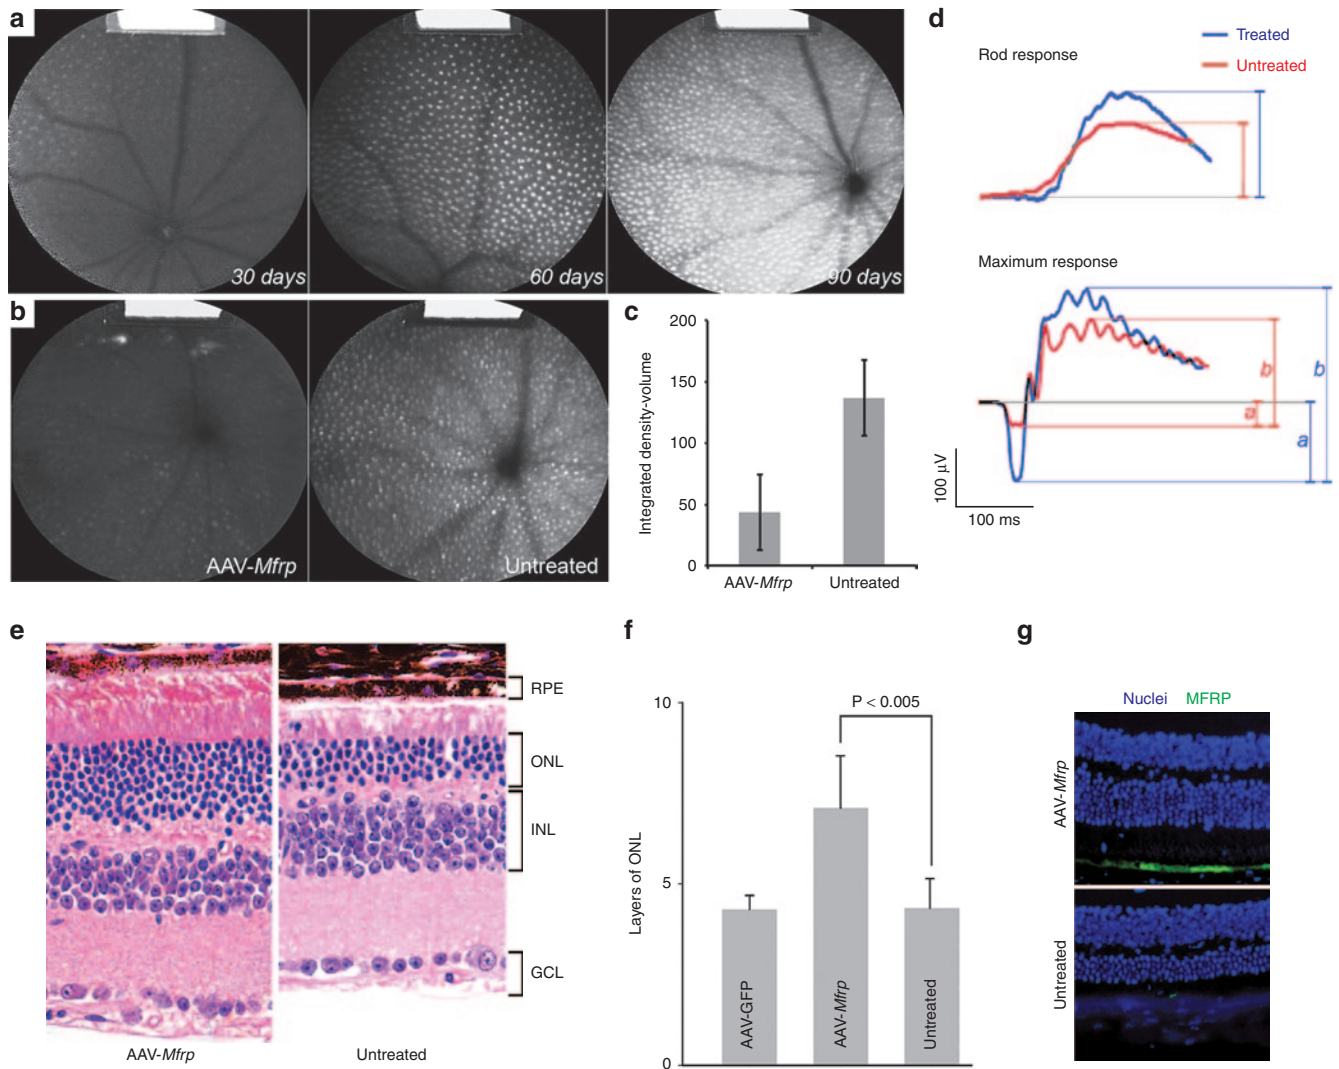 a
30 days
60 days
90 days
b
AAV-Mfrp
Untreated
c
200
150
100
50
0
Integrated density-volume
AAV-Mfrp
Untreated
d
Treated
Untreated
Rod response
Maximum response
b
b
a
a
100 µV
100 ms
e
RPE
ONL
INL
GCL
AAV-Mfrp
Untreated
f
10
5
0
Layers of ONL
P < 0.005
AAV-GFP
AAV-Mfrp
Untreated
g
Nuclei MFRP
AAV-Mfrp
Untreated